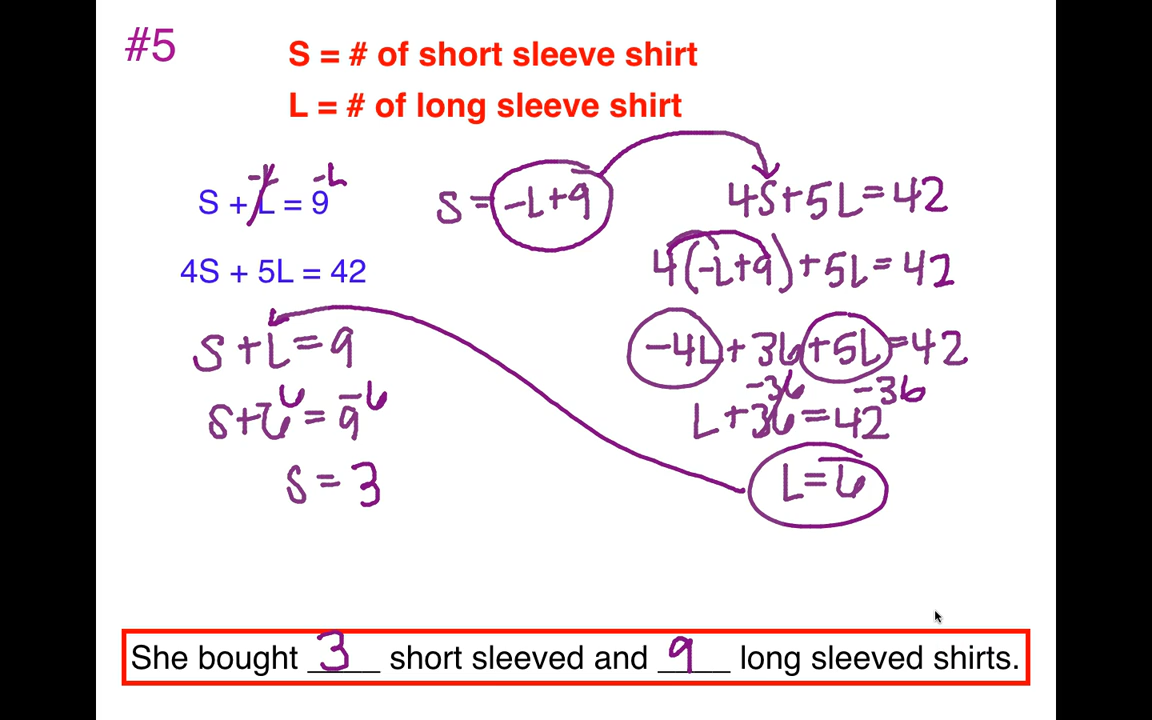 #5
S = # of short sleeve shirt
L = # of long sleeve shirt
-L -L
S + L = 9
S = -L+9
4S+5L=42
4S + 5L = 42
4(-L+9)+5L=42
S+L=9
-4L+36+5L=42
-36 -36
S+6=9
-6 -6
L+36=42
S=3
L=6
She bought 3 short sleeved and 9 long sleeved shirts.